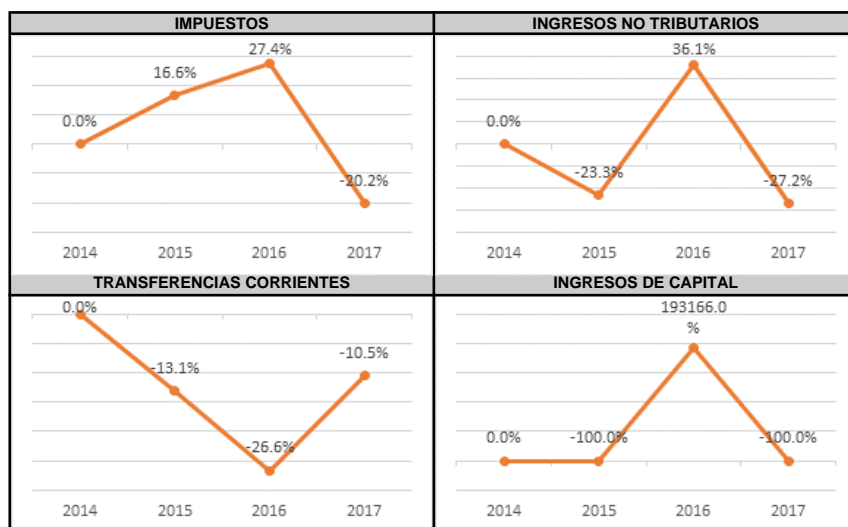 IMPUESTOS
0.0%
16.6%
27.4%
-20.2%
2014 2015 2016 2017
INGRESOS NO TRIBUTARIOS
0.0%
-23.3%
36.1%
-27.2%
2014 2015 2016 2017
TRANSFERENCIAS CORRIENTES
0.0%
-13.1%
-26.6%
-10.5%
2014 2015 2016 2017
INGRESOS DE CAPITAL
0.0%
-100.0%
193166.0
%
-100.0%
2014 2015 2016 2017